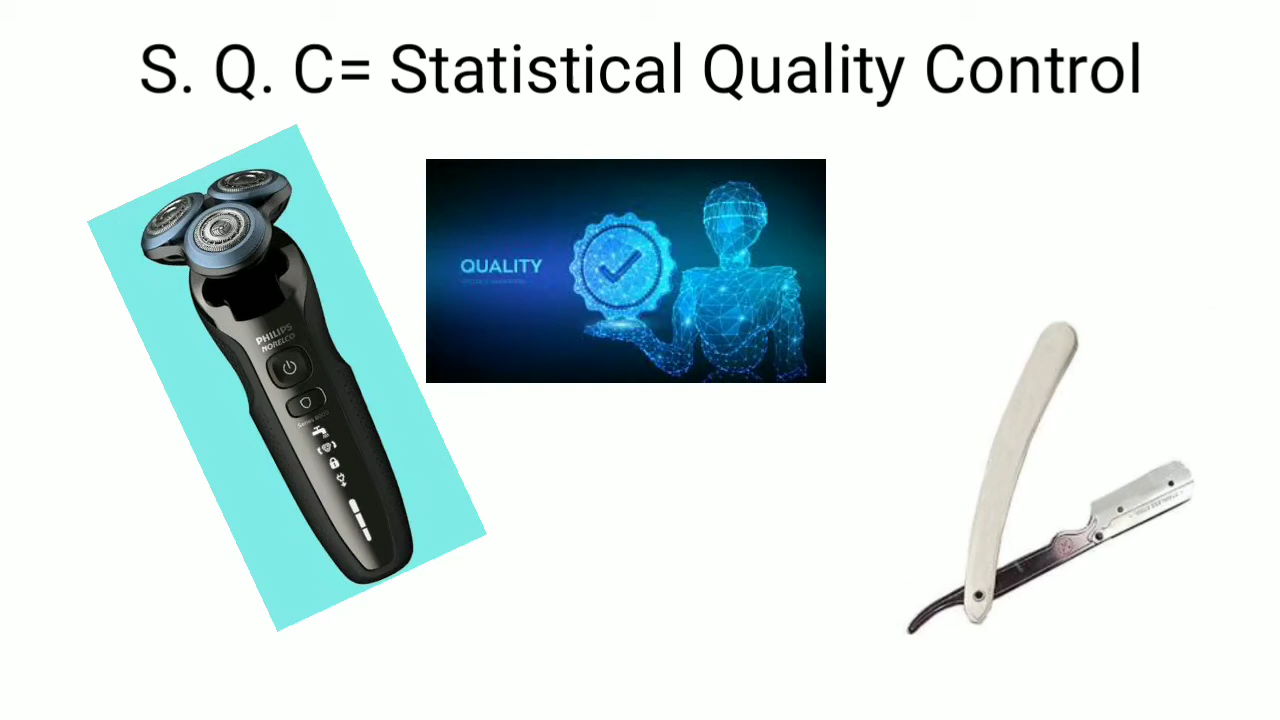 S. Q. C= Statistical Quality Control
QUALITY
PHILIPS
NORELCO